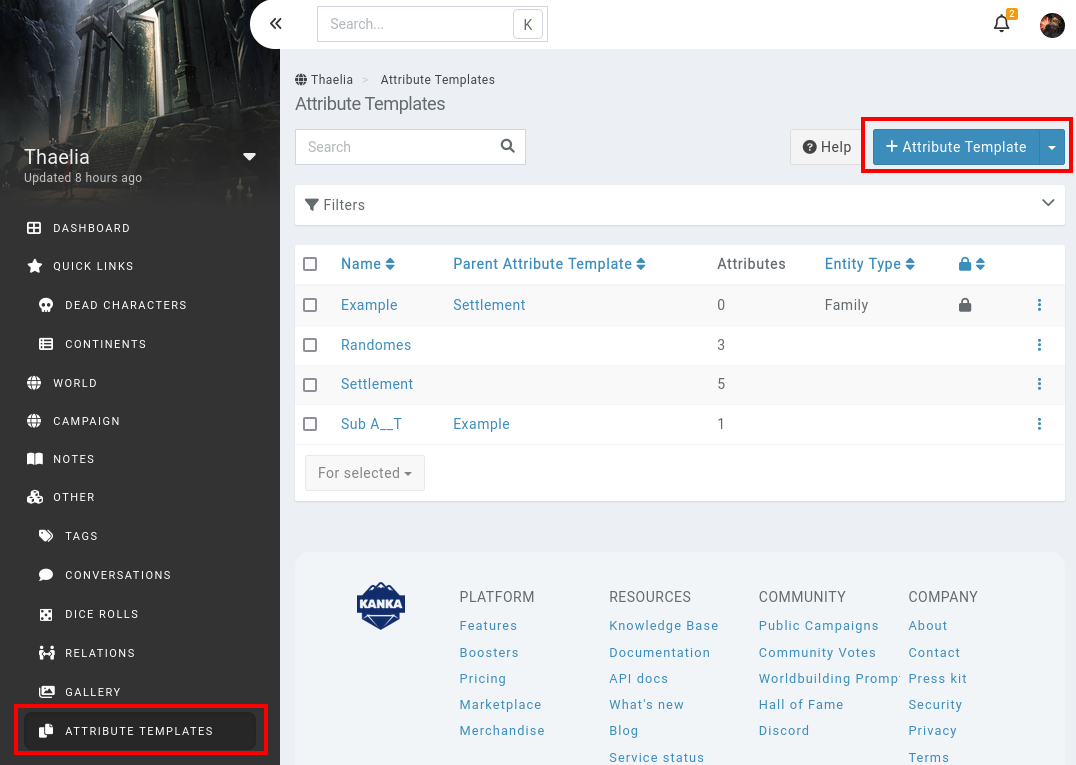 Search...
K
2
Thaelia
Updated 8 hours ago
DASHBOARD
QUICK LINKS
DEAD CHARACTERS
CONTINENTS
WORLD
CAMPAIGN
NOTES
OTHER
TAGS
CONVERSATIONS
DICE ROLLS
RELATIONS
GALLERY
ATTRIBUTE TEMPLATES
Thaelia > Attribute Templates
Attribute Templates
Search
? Help
+ Attribute Template
Filters
Name Parent Attribute Template Attributes Entity Type
Example Settlement 0 Family
Randomes 3
Settlement 5
Sub A__T Example 1
For selected
KANKA
PLATFORM
Features
Boosters
Pricing
Marketplace
Merchandise
RESOURCES
Knowledge Base
Documentation
API docs
What's new
Blog
Service status
COMMUNITY
Public Campaigns
Community Votes
Worldbuilding Promp
Hall of Fame
Discord
COMPANY
About
Contact
Press kit
Security
Privacy
Terms